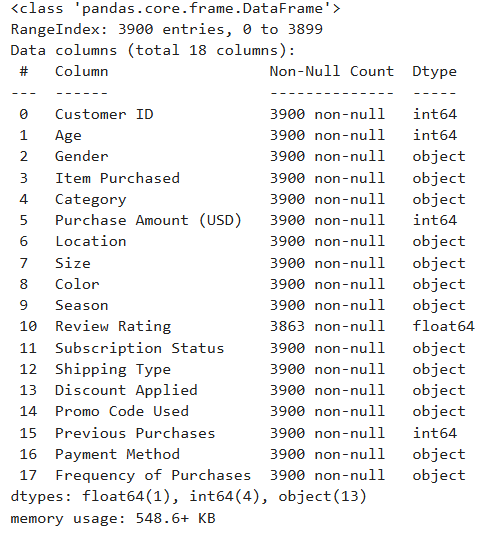 <class 'pandas.core.frame.DataFrame'>
RangeIndex: 3900 entries, 0 to 3899
Data columns (total 18 columns):
 #   Column                  Non-Null Count  Dtype
---  ------                  --------------  -----
 0   Customer ID             3900 non-null   int64
 1   Age                     3900 non-null   int64
 2   Gender                  3900 non-null   object
 3   Item Purchased          3900 non-null   object
 4   Category                3900 non-null   object
 5   Purchase Amount (USD)   3900 non-null   int64
 6   Location                3900 non-null   object
 7   Size                    3900 non-null   object
 8   Color                   3900 non-null   object
 9   Season                  3900 non-null   object
 10  Review Rating           3863 non-null   float64
 11  Subscription Status     3900 non-null   object
 12  Shipping Type           3900 non-null   object
 13  Discount Applied        3900 non-null   object
 14  Promo Code Used         3900 non-null   object
 15  Previous Purchases      3900 non-null   int64
 16  Payment Method          3900 non-null   object
 17  Frequency of Purchases  3900 non-null   object
dtypes: float64(1), int64(4), object(13)
memory usage: 548.6+ KB